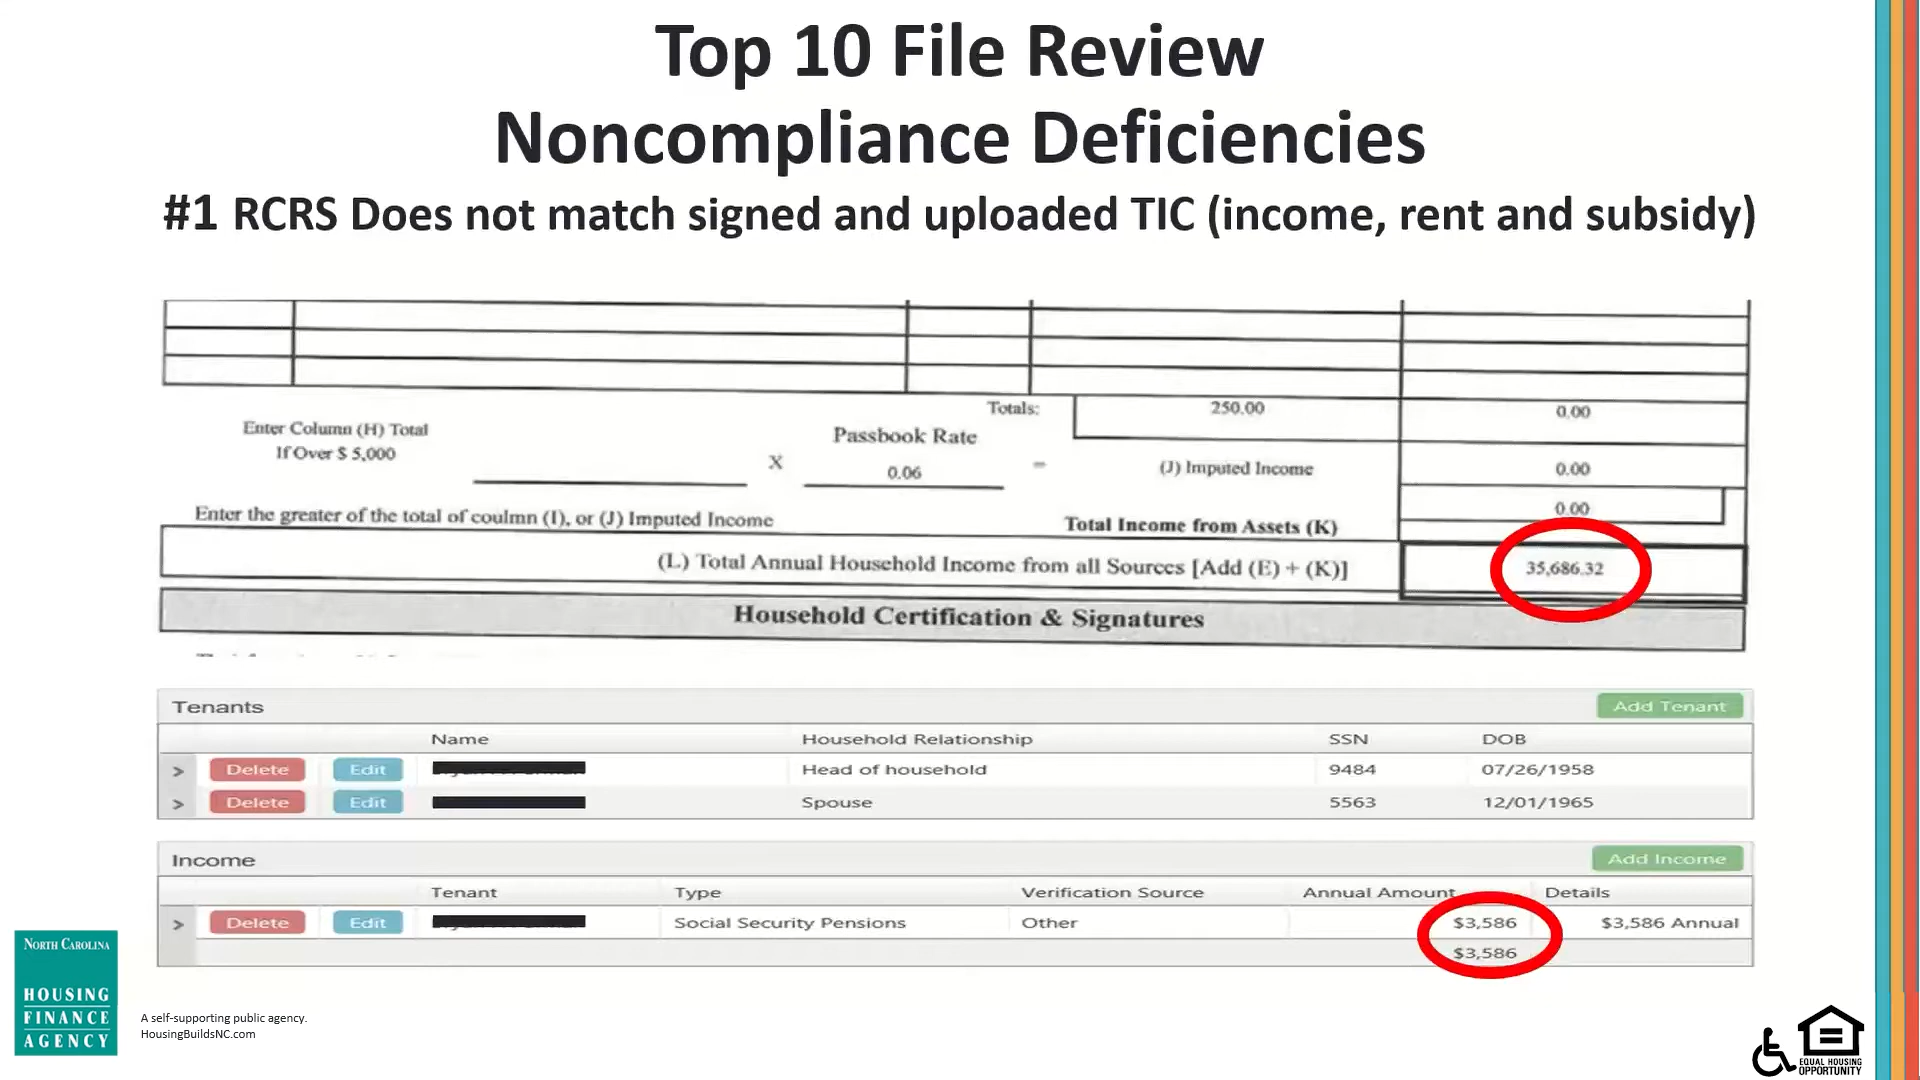 Top 10 File Review
Noncompliance Deficiencies
#1 RCRS Does not match signed and uploaded TIC (income, rent and subsidy)
Totals: 250.00 0.00
Enter Column (H) Total
If Over $ 5,000
Passbook Rate
X 0.06 = (J) Imputed Income 0.00
Enter the greater of the total of coulmn (I), or (J) Imputed Income Total Income from Assets (K) 0.00
(L) Total Annual Household Income from all Sources [Add (E) + (K)] 35,686.32
Household Certification & Signatures
Tenants Add Tenant
Name Household Relationship SSN DOB
> Delete Edit Head of household 9484 07/26/1958
> Delete Edit Spouse 5563 12/01/1965
Income Add Income
Tenant Type Verification Source Annual Amount Details
> Delete Edit Social Security Pensions Other $3,586 $3,586 Annual
$3,586
NORTH CAROLINA
HOUSING
FINANCE
AGENCY
A self-supporting public agency.
HousingBuildsNC.com
EQUAL HOUSING
OPPORTUNITY